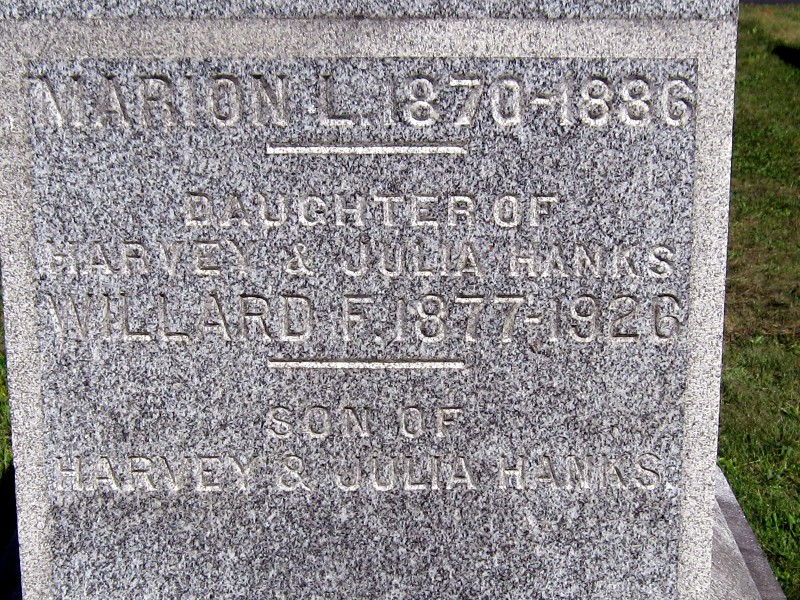 MARION L. 1870-1886
DAUGHTER OF
HARVEY & JULIA HANKS
WILLARD F. 1877-1926
SON OF
HARVEY & JULIA HANKS.